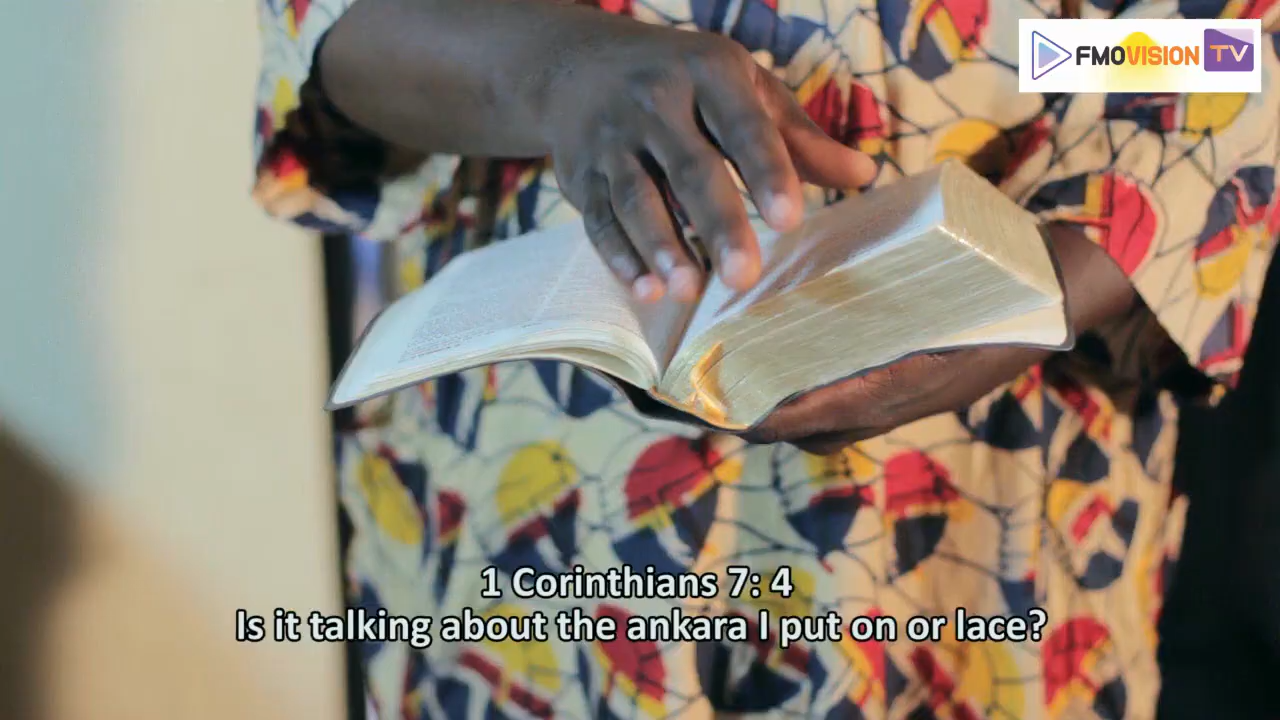 FMOVISION TV
1 Corinthians 7: 4
Is it talking about the ankara I put on or lace?